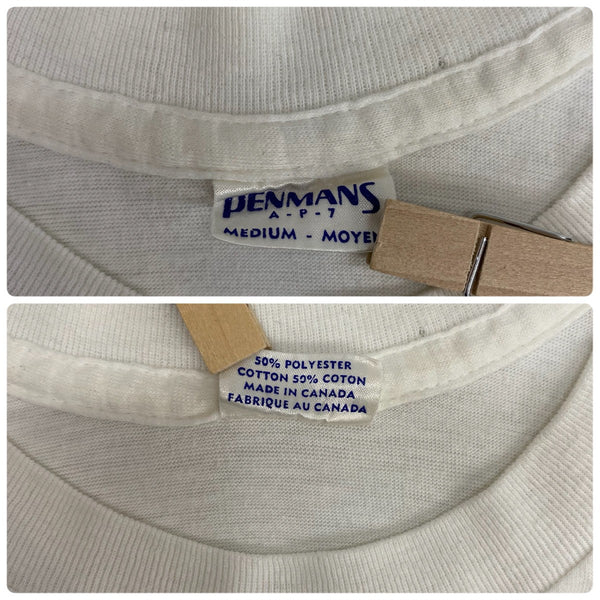 PENMANS
A-P-7
MEDIUM - MOYEN
50% POLYESTER
COTTON 50% COTON
MADE IN CANADA
FABRIQUE AU CANADA